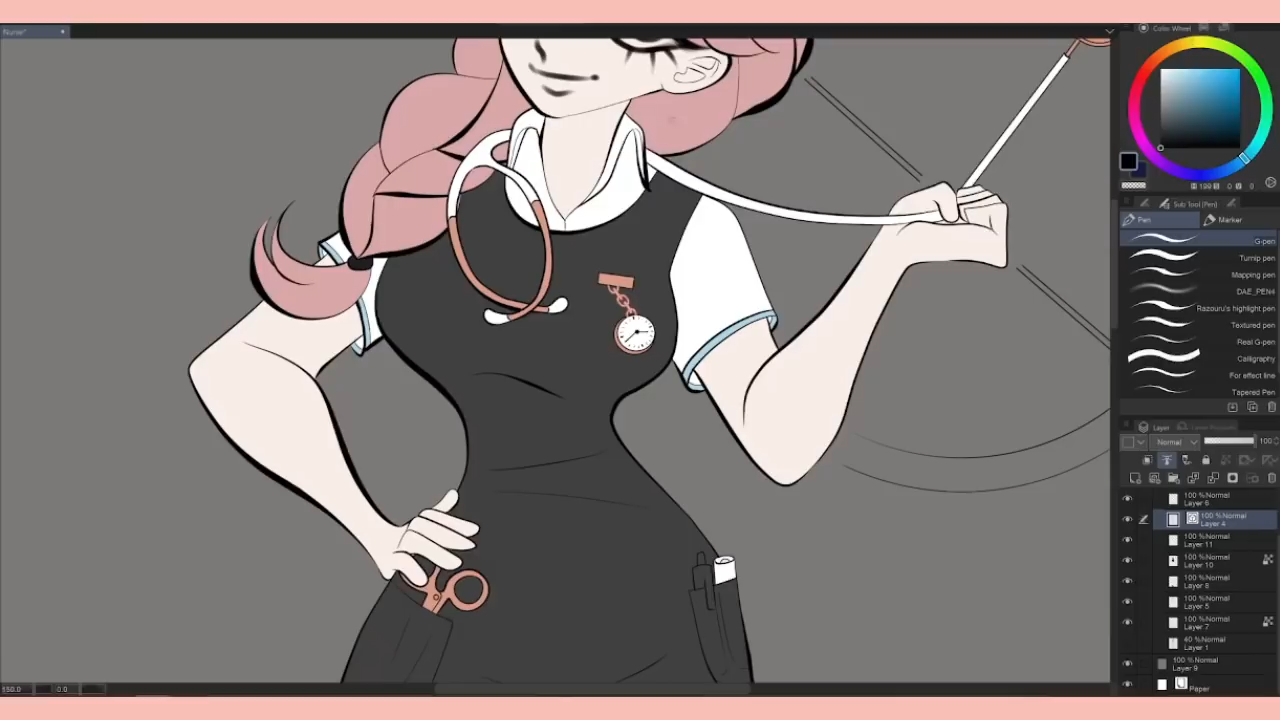 Nurse*
Color Wheel
Sub Tool [Pen]
Pen
Marker
G-pen
Turnip pen
Mapping pen
DAE_PEN4
Razouru's highlight pen
Textured pen
Real G-pen
Calligraphy
For effect line
Tapered Pen
Layer
Normal
100
100 %Normal
Layer 6
100 %Normal
Layer 4
100 %Normal
Layer 11
100 %Normal
Layer 10
100 %Normal
Layer 8
100 %Normal
Layer 5
100 %Normal
Layer 7
40 %Normal
Layer 1
100 %Normal
Layer 9
Paper
0.0